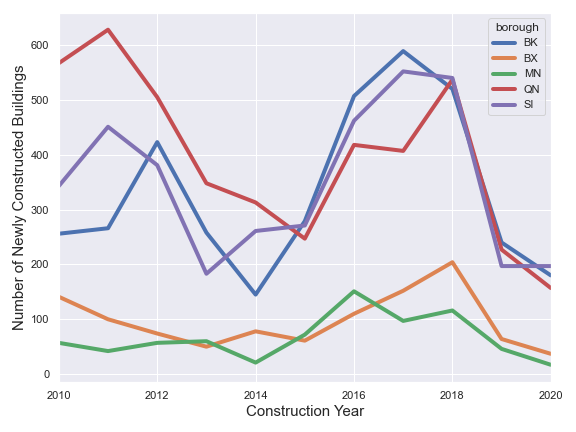 borough
BK
BX
MN
QN
SI
Number of Newly Constructed Buildings
600
500
400
300
200
100
0
2010 2012 2014 2016 2018 2020
Construction Year